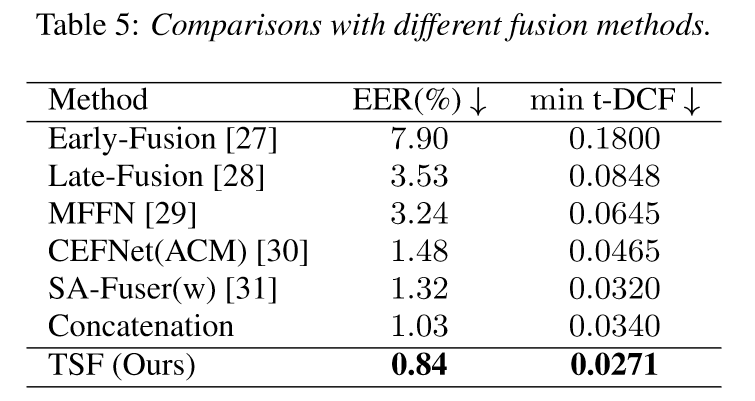 Table 5: Comparisons with different fusion methods.
Method EER(%) ↓ min t-DCF ↓
Early-Fusion [27] 7.90 0.1800
Late-Fusion [28] 3.53 0.0848
MFFN [29] 3.24 0.0645
CEFNet(ACM) [30] 1.48 0.0465
SA-Fuser(w) [31] 1.32 0.0320
Concatenation 1.03 0.0340
TSF (Ours) 0.84 0.0271